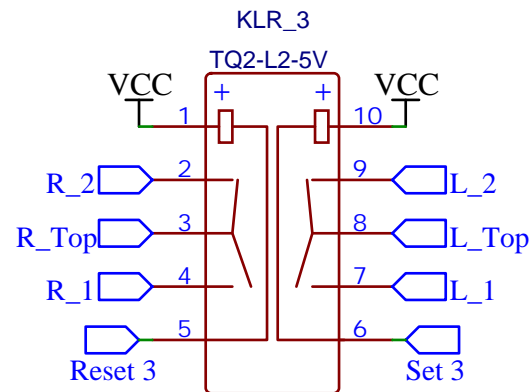 KLR_3
TQ2-L2-5V
VCC VCC
+ +
1 10
R_2 2 9 L_2
R_Top 3 8 L_Top
R_1 4 7 L_1
5 6
Reset 3 Set 3